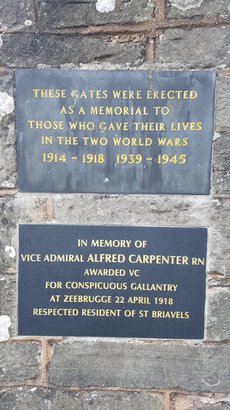 THESE GATES WERE ERECTED
AS A MEMORIAL TO
THOSE WHO GAVE THEIR LIVES
IN THE TWO WORLD WARS
1914 - 1918 1939 - 1945
IN MEMORY OF
VICE ADMIRAL ALFRED CARPENTER RN
AWARDED VC
FOR CONSPICUOUS GALLANTRY
AT ZEEBRUGGE 22 APRIL 1918
RESPECTED RESIDENT OF ST BRIAVELS